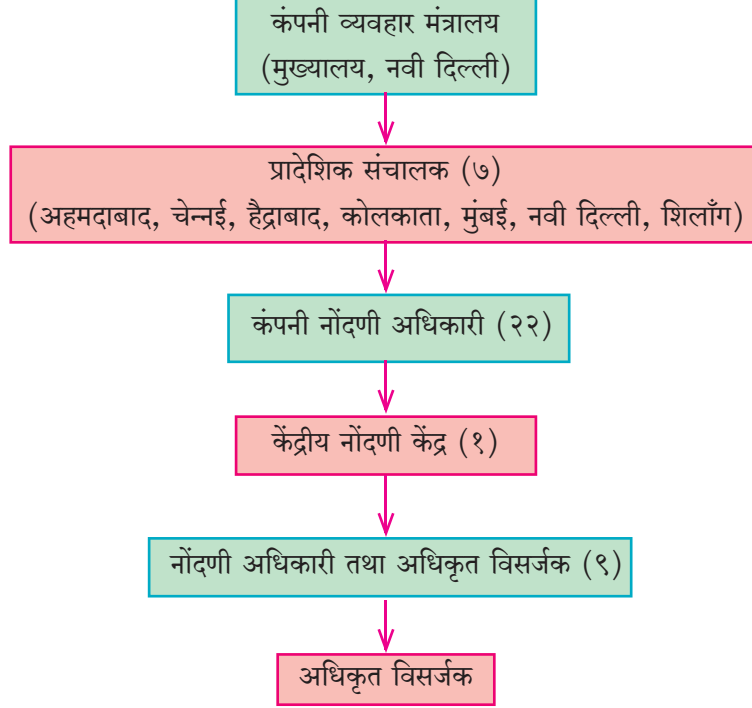 कंपनी व्यवहार मंत्रालय
(मुख्यालय, नवी दिल्ली)
प्रादेशिक संचालक (७)
(अहमदाबाद, चेन्नई, हैद्राबाद, कोलकाता, मुंबई, नवी दिल्ली, शिलाँग)
कंपनी नोंदणी अधिकारी (२२)
केंद्रीय नोंदणी केंद्र (१)
नोंदणी अधिकारी तथा अधिकृत विसर्जक (९)
अधिकृत विसर्जक